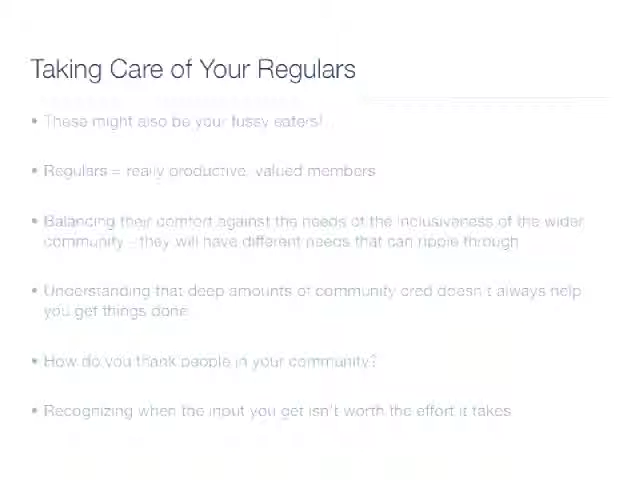 Taking Care of Your Regulars
• These might also be your fussy eaters!
• Regulars = really productive, valued members
• Balancing their comfort against the needs of the inclusiveness of the wider
community - they will have different needs that can ripple through
• Understanding that deep amounts of community cred doesn't always help
you get things done
• How do you thank people in your community?
• Recognizing when the input you get isn't worth the effort it takes